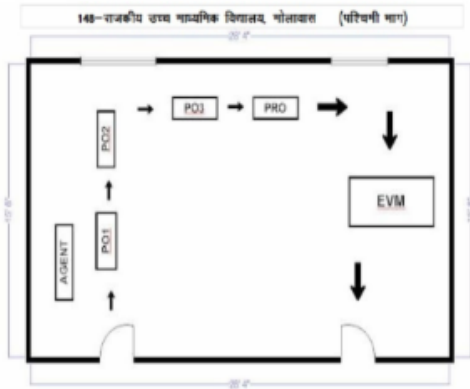 148-राजकीय उच्च माध्यमिक विद्यालय, मोलावास (पश्चिमी भाग)
PO3
PRO
PO2
EVM
PO1
AGENT